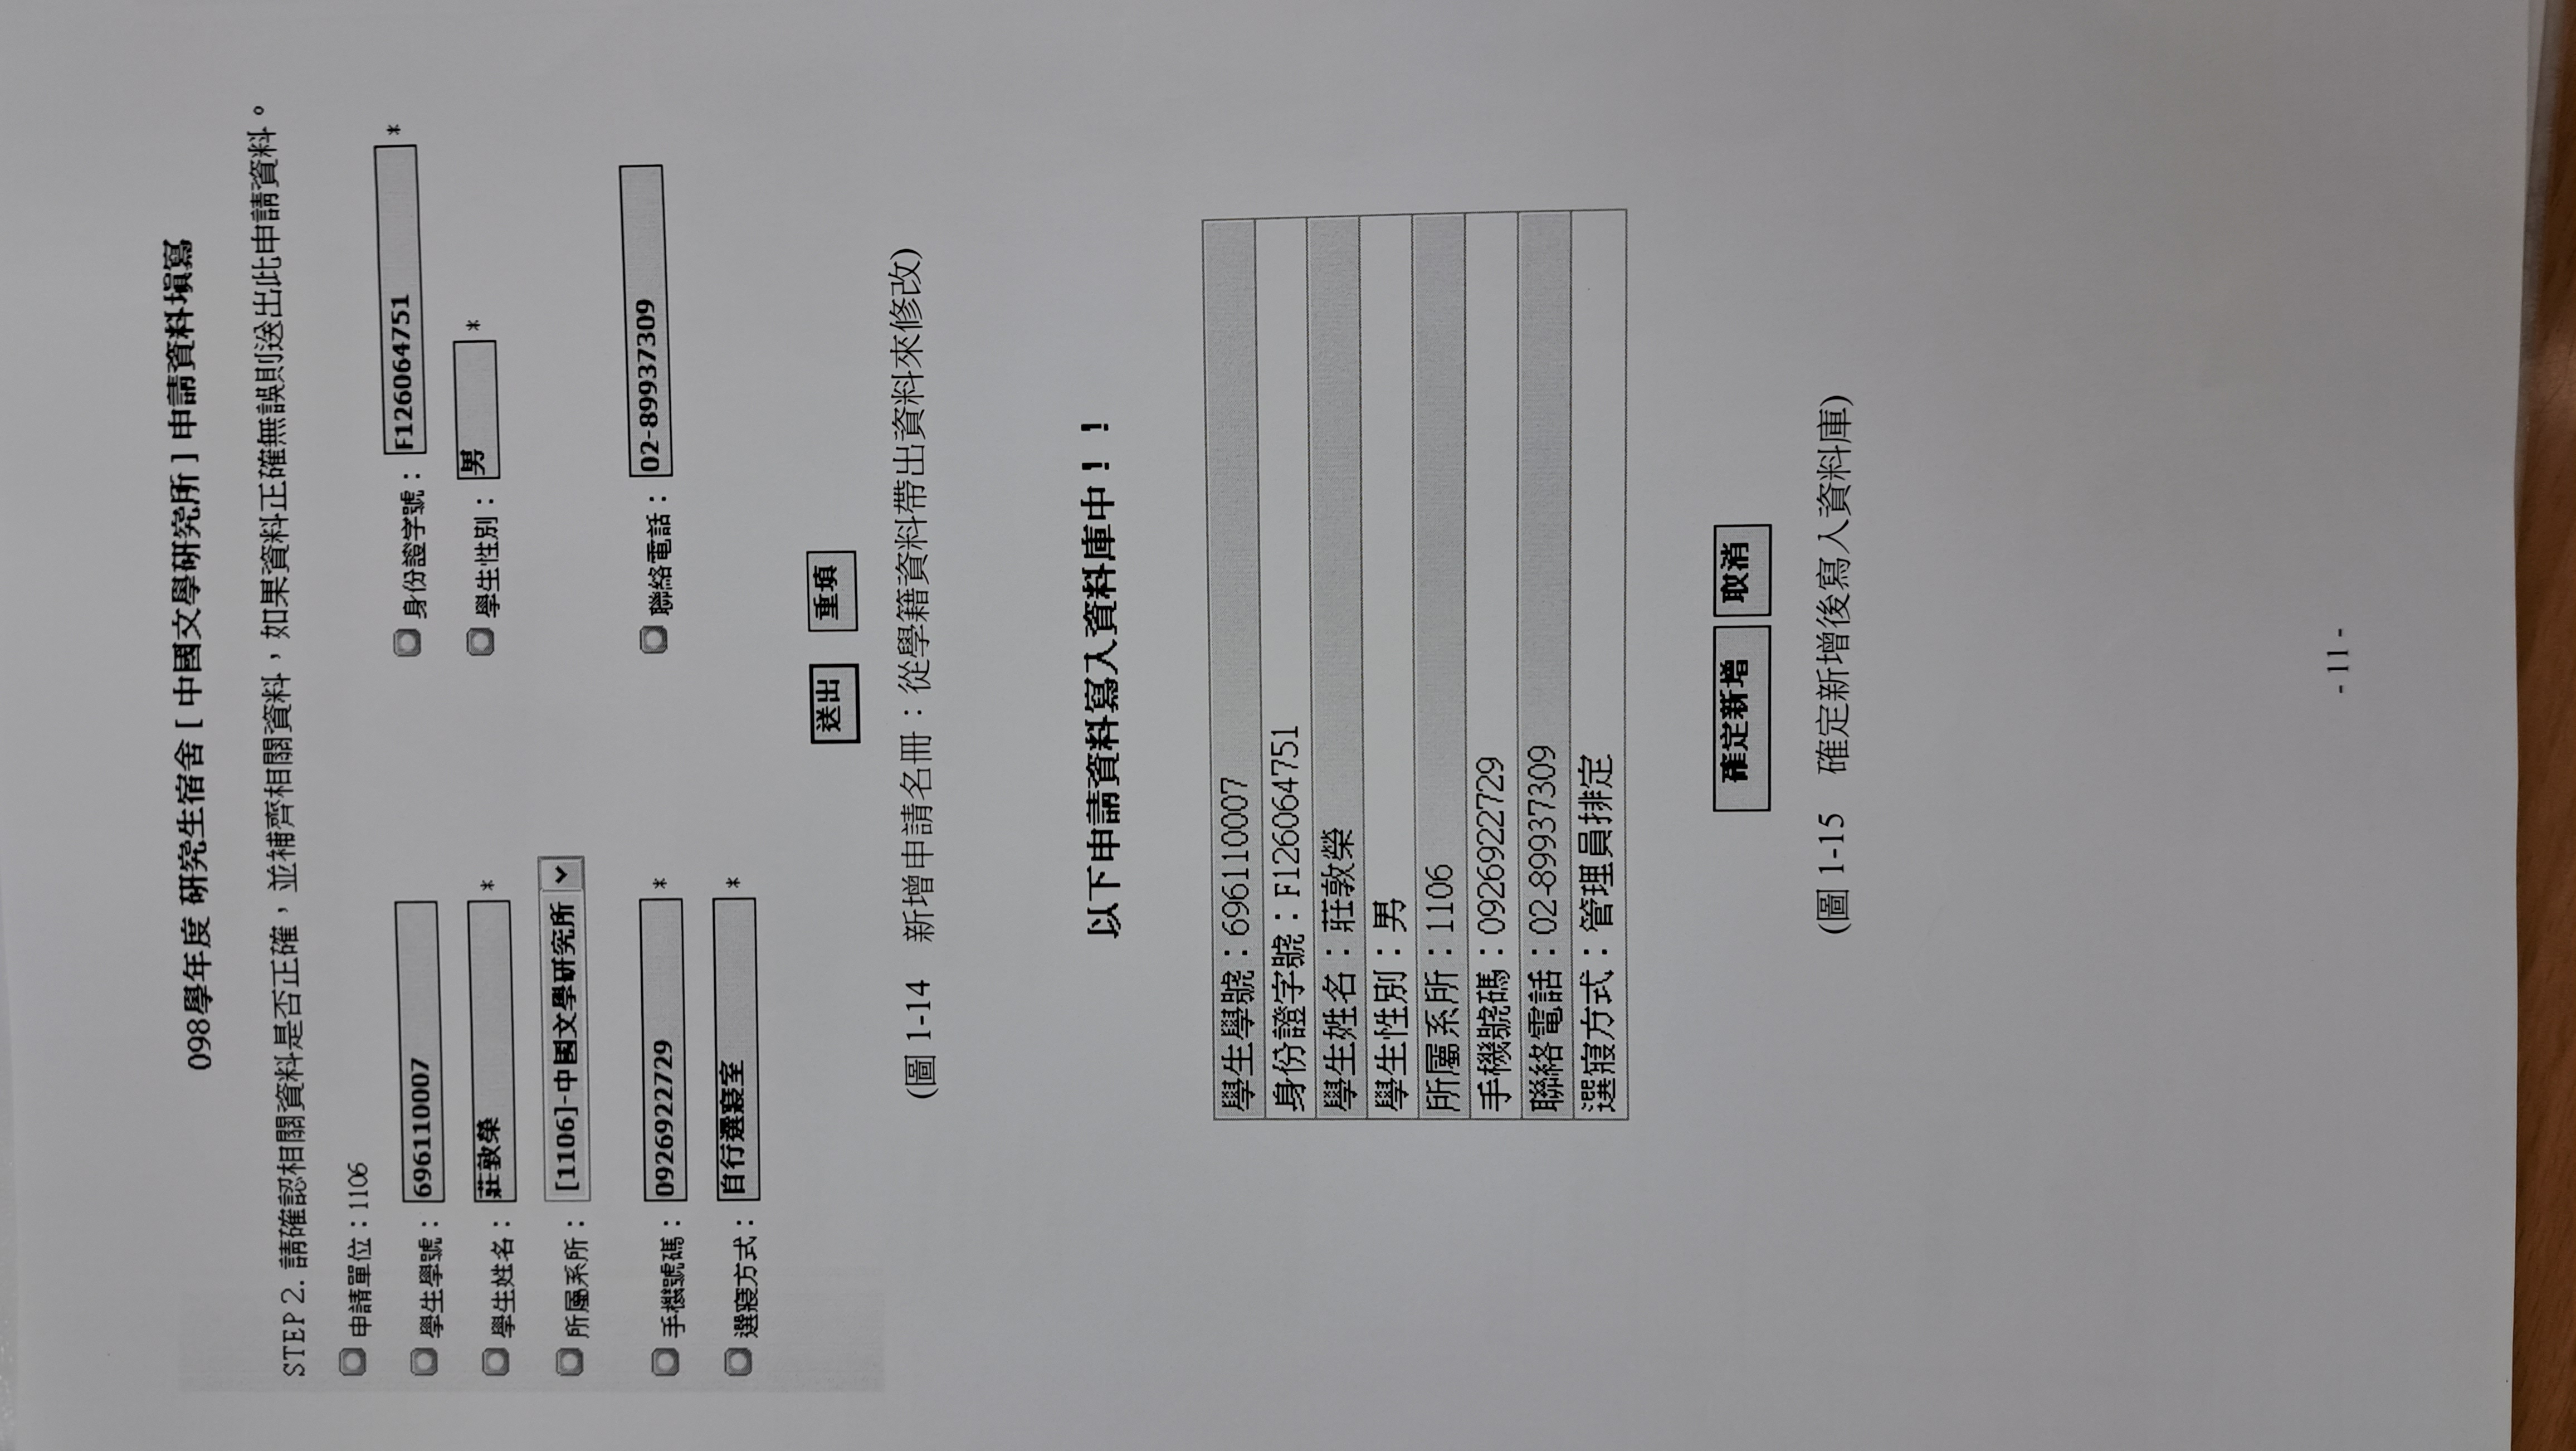 098學年度 研究生宿舍 [ 中國文學研究所 ] 申請資料填寫
STEP 2. 請確認相關資料是否正確，並補齊相關資料，如果資料正確無誤則送出此申請資料。
申請單位：1106
學生學號： 696110007 身份證字號： F126064751 *
學生姓名： 莊敦榮 * 學生性別： 男 *
所屬系所： [1106]-中國文學研究所
手機號碼： 0926922729 * 聯絡電話： 02-89937309
選寢方式： 自行選寢室 *
送出 重填
(圖 1-14 新增申請名冊：從學籍資料帶出資料來修改)
以下申請資料寫入資料庫中！！
學生學號：696110007
身份證字號：F126064751
學生姓名：莊敦榮
學生性別：男
所屬系所：1106
手機號碼：0926922729
聯絡電話：02-89937309
選寢方式：管理員排定
確定新增 取消
(圖 1-15 確定新增後寫入資料庫)
- 11 -